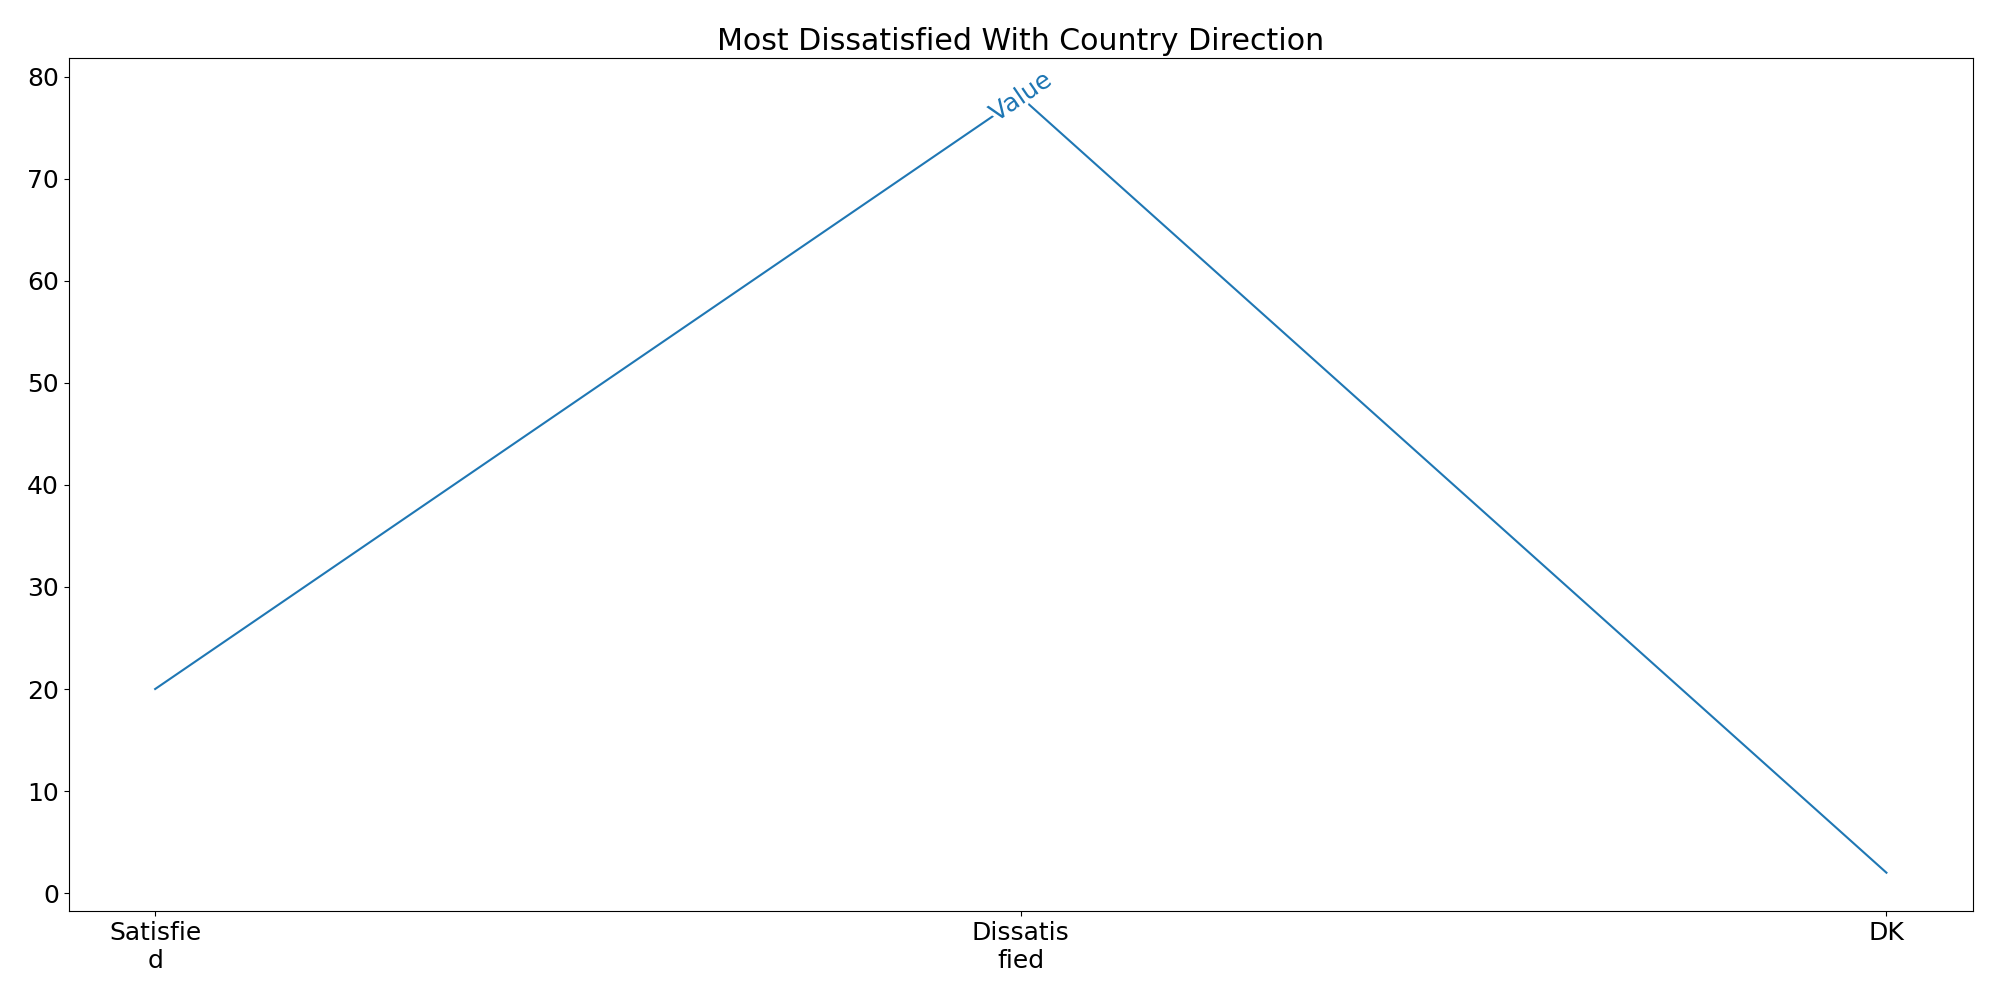 Most Dissatisfied With Country Direction
80
Value
70
60
50
40
30
20
10
0
Satisfie
d
Dissatis
fied
DK